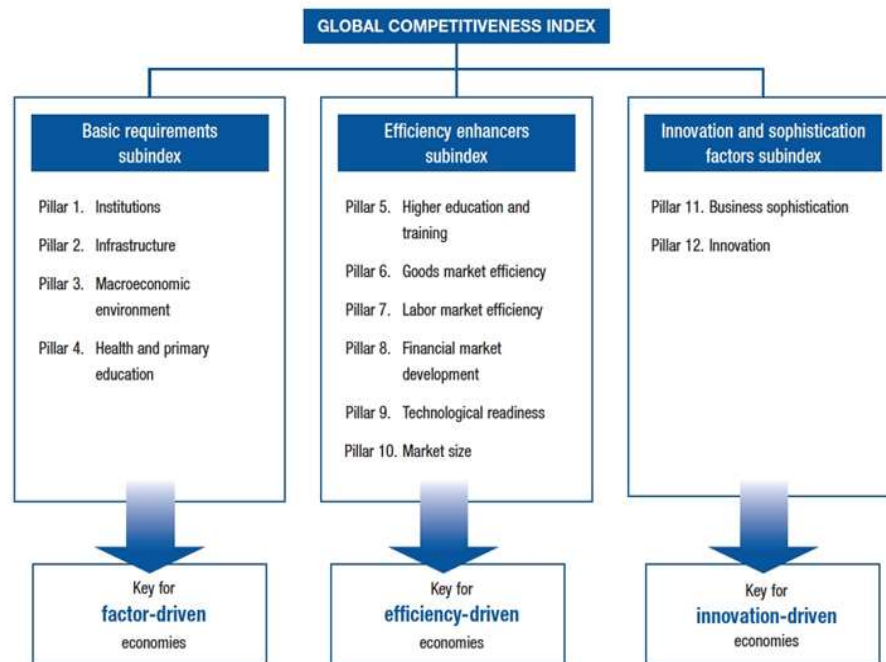 GLOBAL COMPETITIVENESS INDEX
Basic requirements
subindex
Pillar 1. Institutions
Pillar 2. Infrastructure
Pillar 3. Macroeconomic
environment
Pillar 4. Health and primary
education
Key for
factor-driven
economies
Efficiency enhancers
subindex
Pillar 5. Higher education and
training
Pillar 6. Goods market efficiency
Pillar 7. Labor market efficiency
Pillar 8. Financial market
development
Pillar 9. Technological readiness
Pillar 10. Market size
Key for
efficiency-driven
economies
Innovation and sophistication
factors subindex
Pillar 11. Business sophistication
Pillar 12. Innovation
Key for
innovation-driven
economies